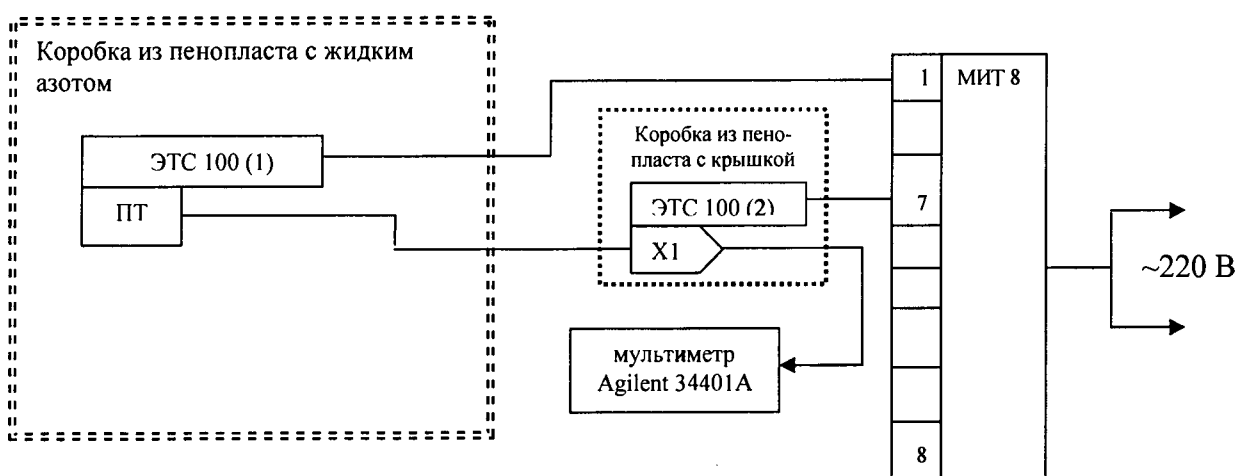 Коробка из пенопласта с жидким
азотом
ЭТС 100 (1)
ПТ
Коробка из пено-
пласта с крышкой
ЭТС 100 (2)
X1
мультиметр
Agilent 34401A
1
МИТ 8
7
8
~220 В